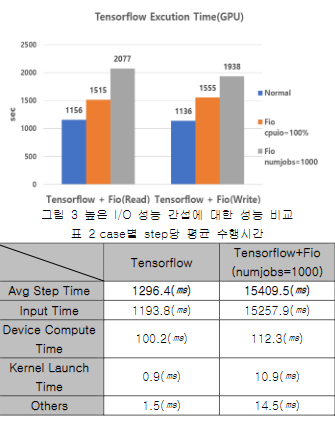 Tensorflow Excution Time(GPU)
2500
2000
1500
1000
500
0
sec
1156
1515
2077
1136
1555
1938
Tensorflow + Fio(Read)
Tensorflow + Fio(Write)
Normal
Fio
cpuio-100%
Fio
numjobs=1000
그림 3 높은 I/O 성능 간섭에 대한 성능 비교
표 2 case별 step당 평균 수행시간
Tensorflow
Tensorflow+Fio
(numjobs=1000)
Avg Step Time
1296.4(㎳)
15409.5(㎳)
Input Time
1193.8(㎳)
15257.9(㎳)
Device Compute
Time
100.2(㎳)
112.3(㎳)
Kernel Launch
Time
0.9(㎳)
10.9(㎳)
Others
1.5(㎳)
14.5(㎳)